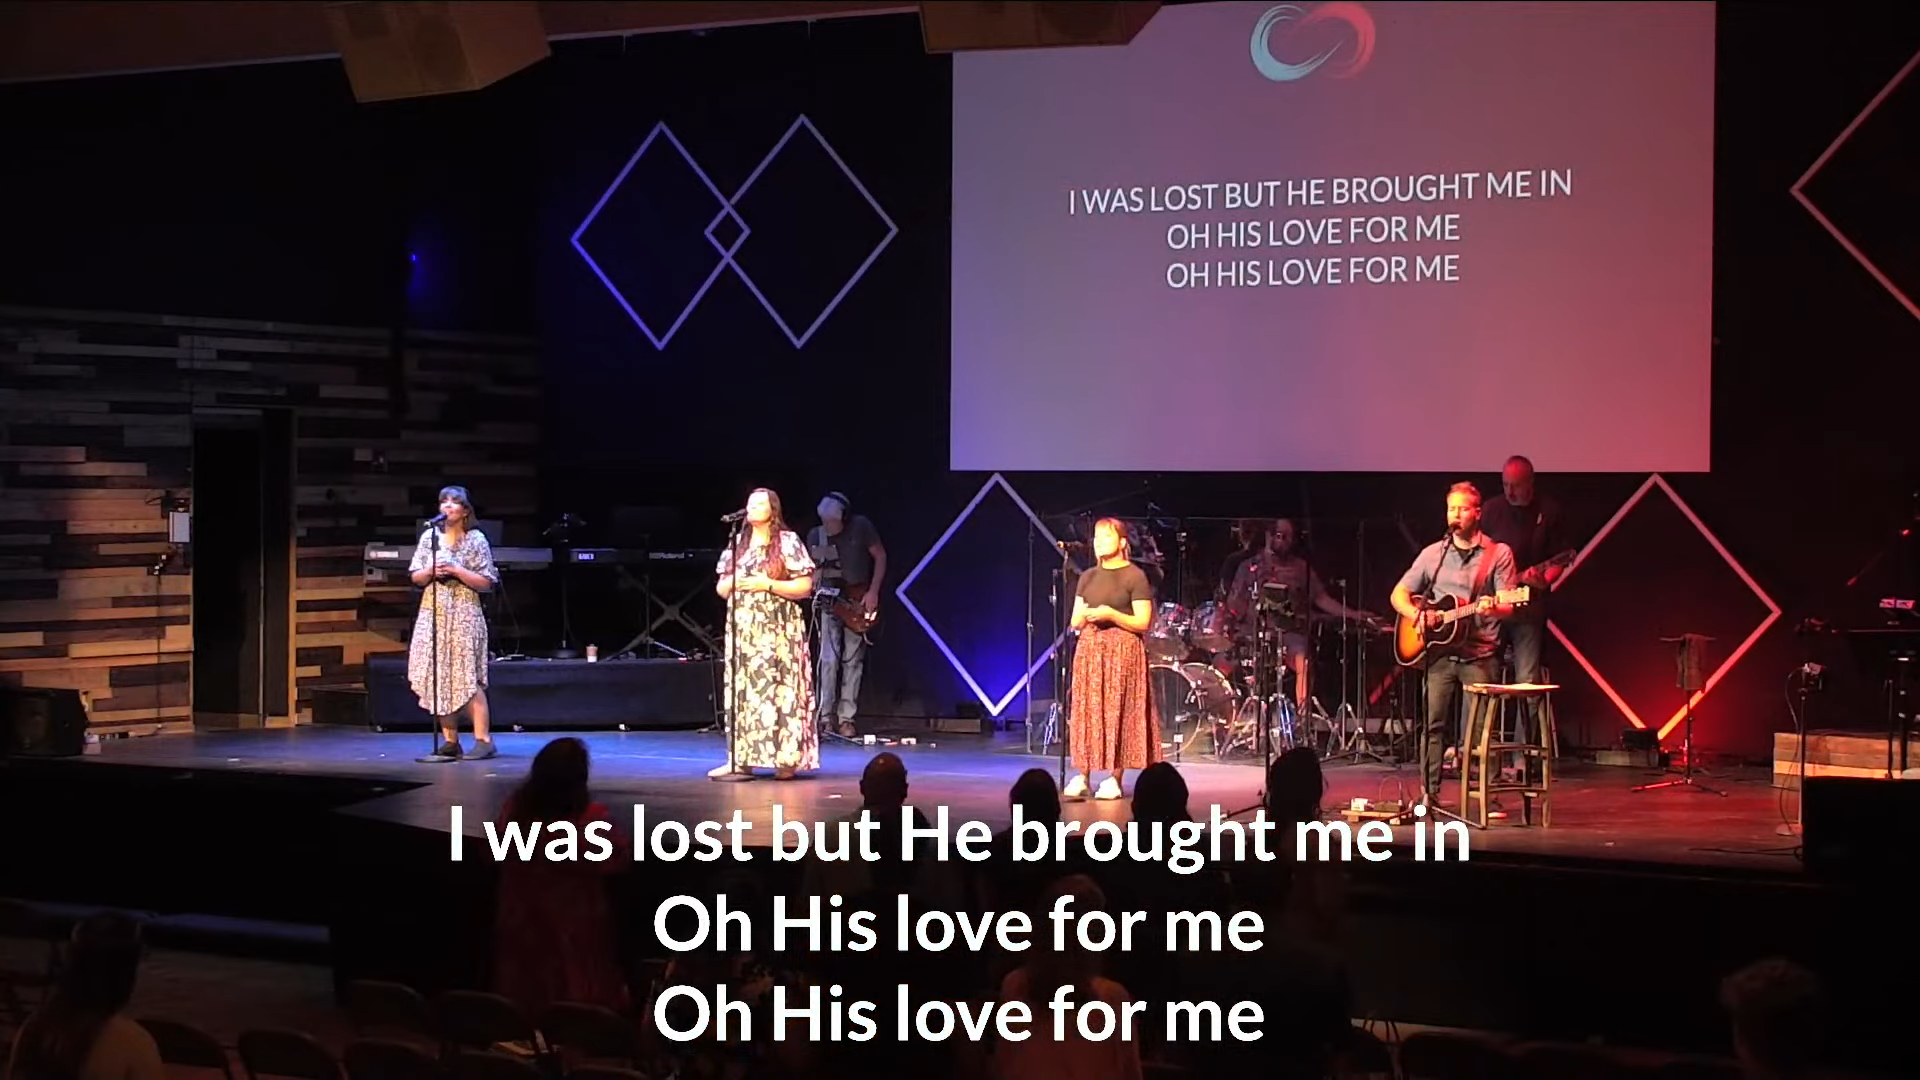 I WAS LOST BUT HE BROUGHT ME IN
OH HIS LOVE FOR ME
OH HIS LOVE FOR ME
Roland
I was lost but He brought me in
Oh His love for me
Oh His love for me